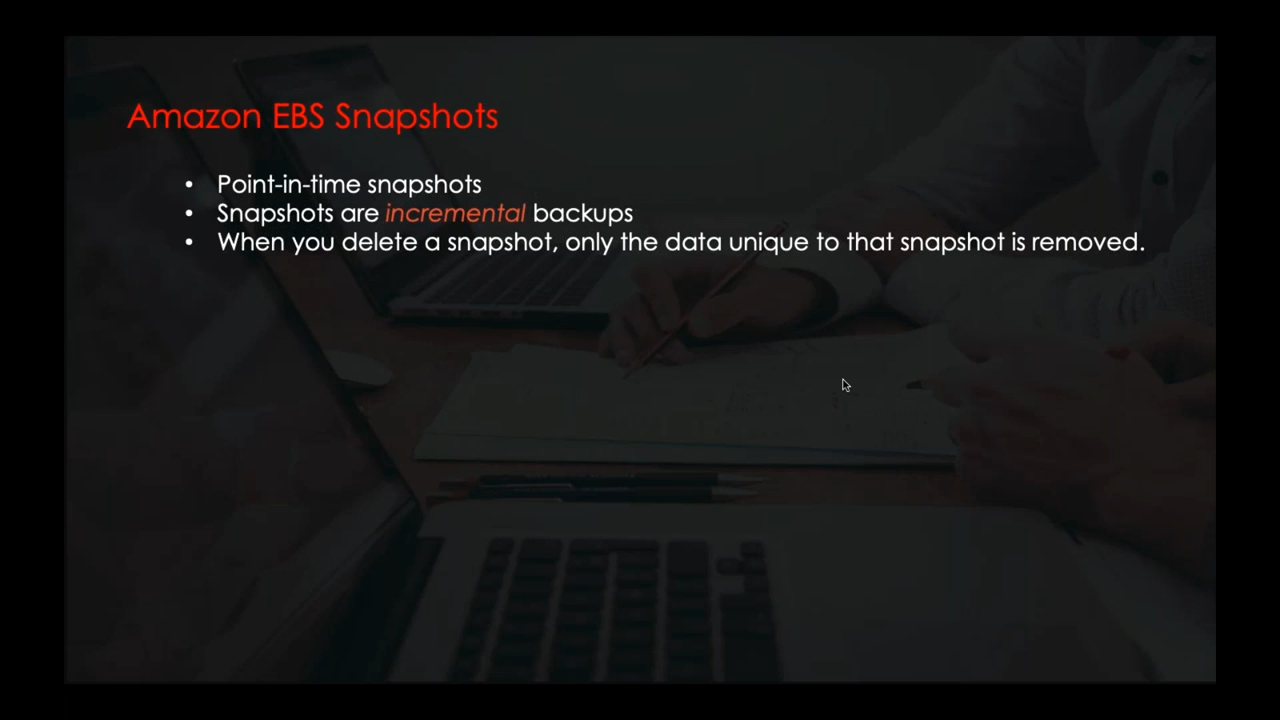 Amazon EBS Snapshots
• Point-in-time snapshots
• Snapshots are incremental backups
• When you delete a snapshot, only the data unique to that snapshot is removed.